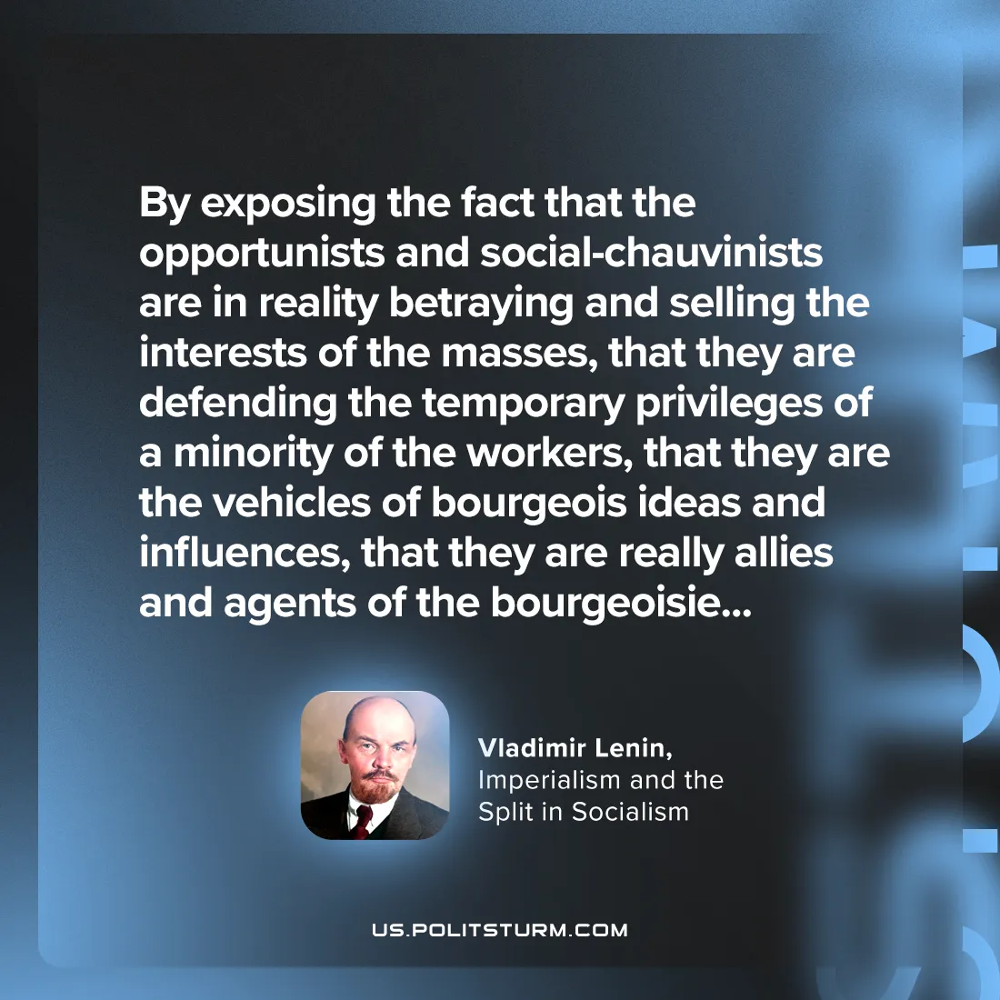 By exposing the fact that the
opportunists and social-chauvinists
are in reality betraying and selling the
interests of the masses, that they are
defending the temporary privileges of
a minority of the workers, that they are
the vehicles of bourgeois ideas and
influences, that they are really allies
and agents of the bourgeoisie...
Vladimir Lenin,
Imperialism and the
Split in Socialism
US.POLITSTURM.COM